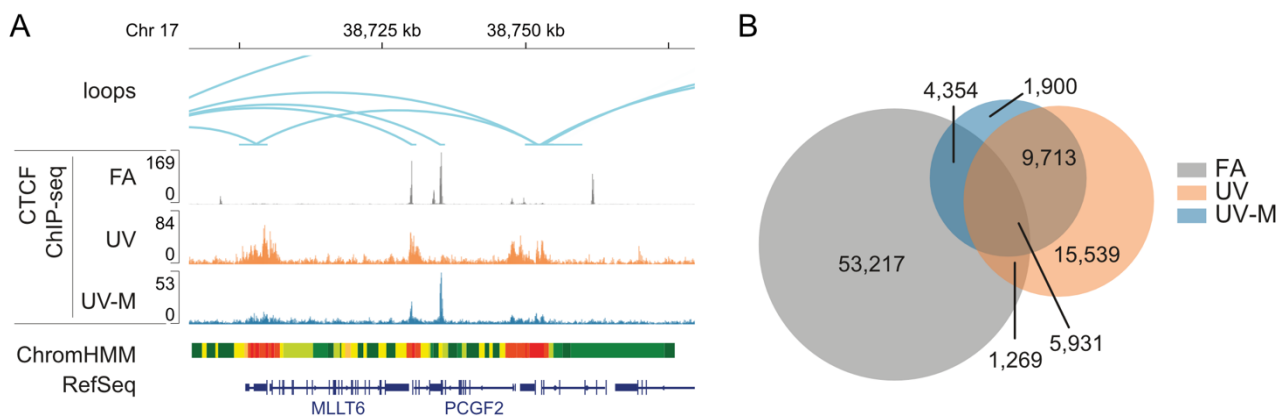 A
Chr 17
38,725 kb
38,750 kb
loops
CTCF
ChIP-seq
FA
169
0
UV
84
0
UV-M
53
0
ChromHMM
RefSeq
MLLT6
PCGF2
B
4,354
1,900
9,713
53,217
15,539
1,269
5,931
FA
UV
UV-M